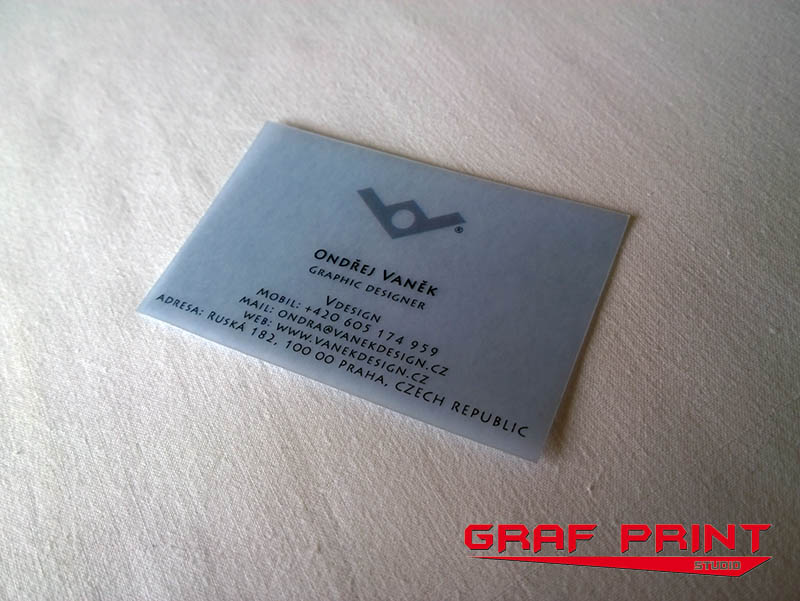 ®
Ondřej Vaněk
Graphic designer
Vdesign
Mobil: +420 605 174 959
Mail: ondra@vanekdesign.cz
Web: www.vanekdesign.cz
Adresa: Ruská 182, 100 00 Praha, Czech Republic
GRAF PRINT
STUDIO